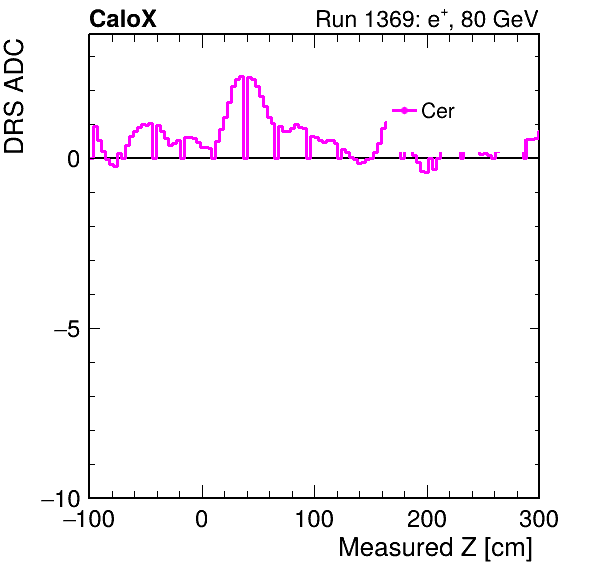 CaloX
Run 1369: e+, 80 GeV
DRS ADC
Cer
0
−5
−10
−100 0 100 200 300
Measured Z [cm]